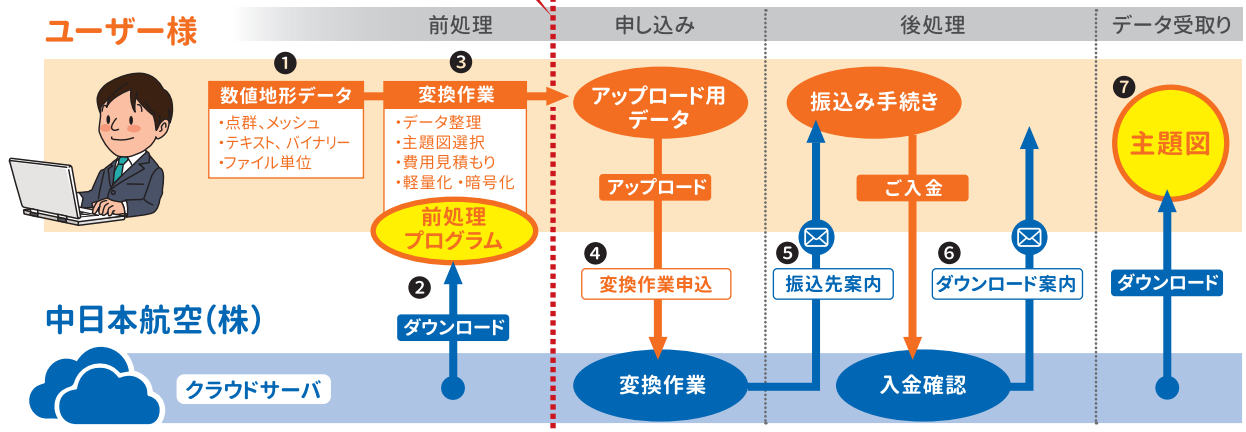 ユーザー様
前処理
申し込み
後処理
データ受取り
❶
数値地形データ
・点群、メッシュ
・テキスト、バイナリー
・ファイル単位
❸
変換作業
・データ整理
・主題図選択
・費用見積もり
・軽量化・暗号化
前処理
プログラム
❷
ダウンロード
アップロード用
データ
アップロード
❹
変換作業申込
変換作業
振込み手続き
❺
振込先案内
ご入金
❻
ダウンロード案内
入金確認
❼
主題図
ダウンロード
中日本航空(株)
クラウドサーバ